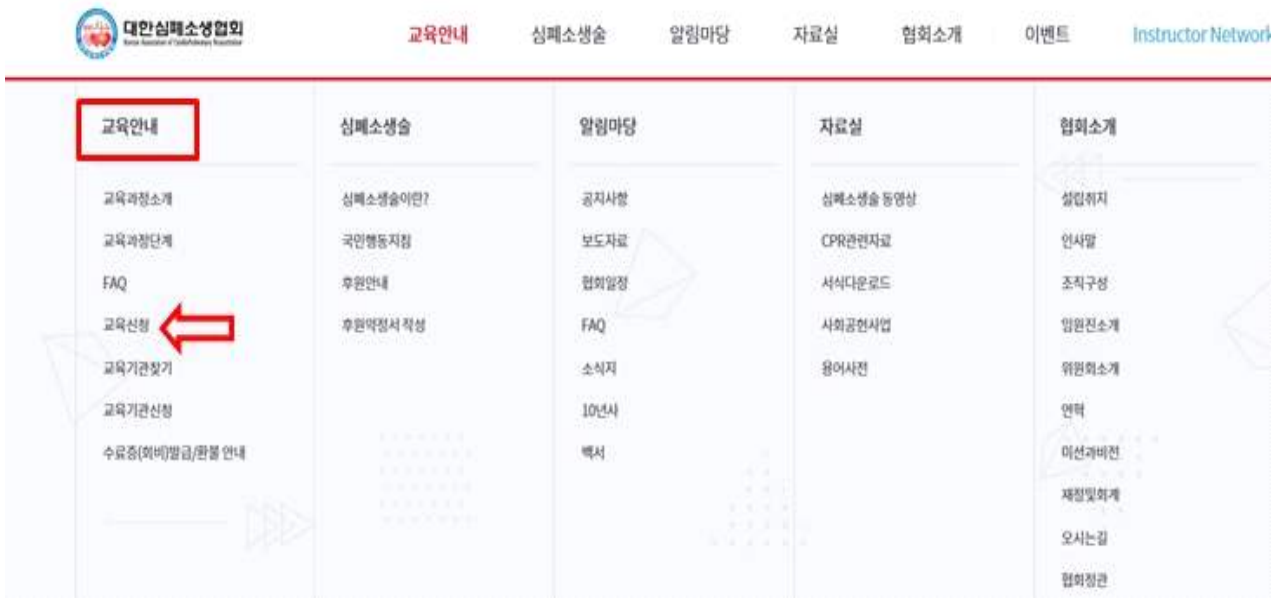 대한심폐소생협회
교육안내 심폐소생술 알림마당 자료실 협회소개 이벤트 Instructor Network
교육안내
교육과정소개
교육과정단계
FAQ
교육신청
교육기관찾기
교육기관신청
수료증(회비)발급/환불 안내
심폐소생술
심폐소생술이란?
국민행동지침
후원안내
후원약정서 작성
알림마당
공지사항
보도자료
협회일정
FAQ
소식지
10년사
백서
자료실
심폐소생술 동영상
CPR관련자료
서식다운로드
사회공헌사업
용어사전
협회소개
설립취지
인사말
조직구성
임원진소개
위원회소개
연혁
미션과비전
재정및회계
오시는길
협회정관